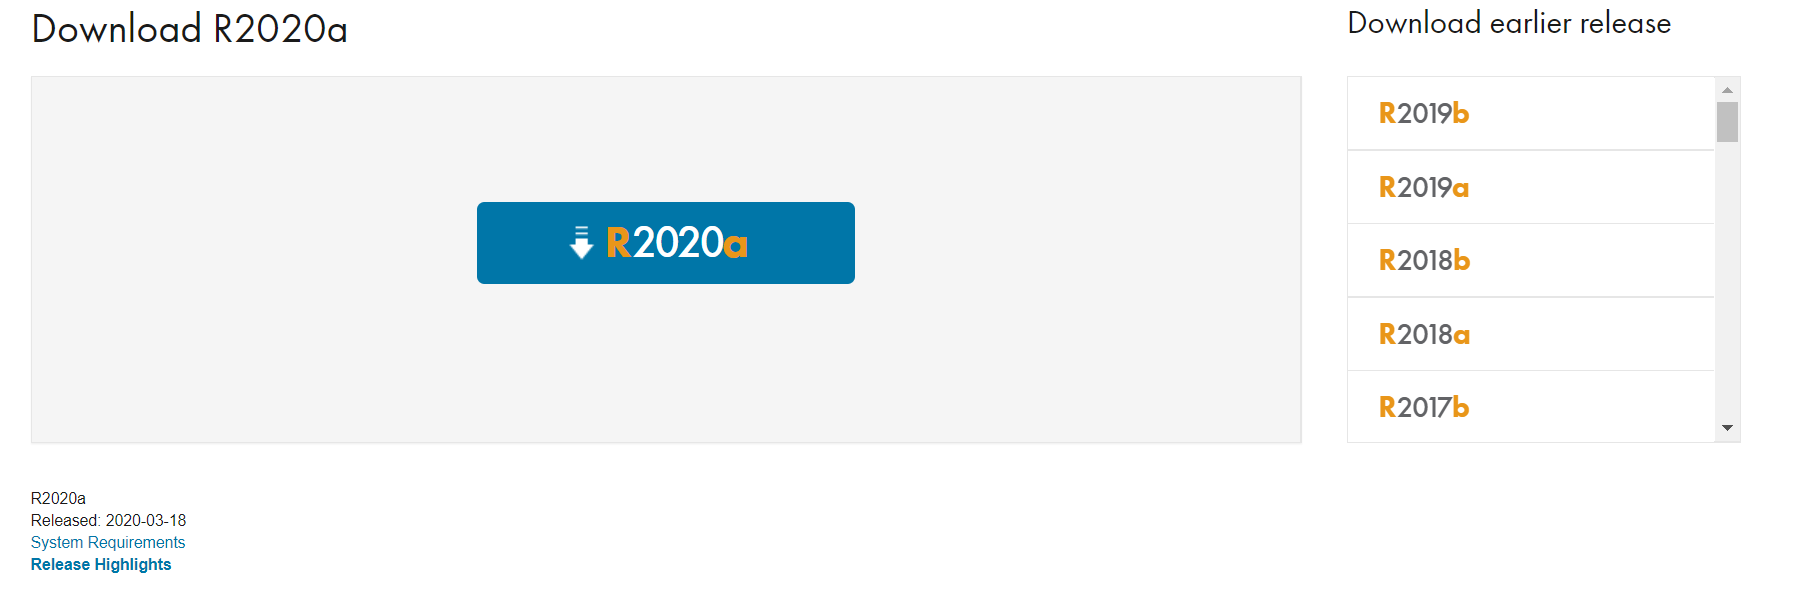 Download R2020a
R2020a
R2020a
Released: 2020-03-18
System Requirements
Release Highlights
Download earlier release
R2019b
R2019a
R2018b
R2018a
R2017b